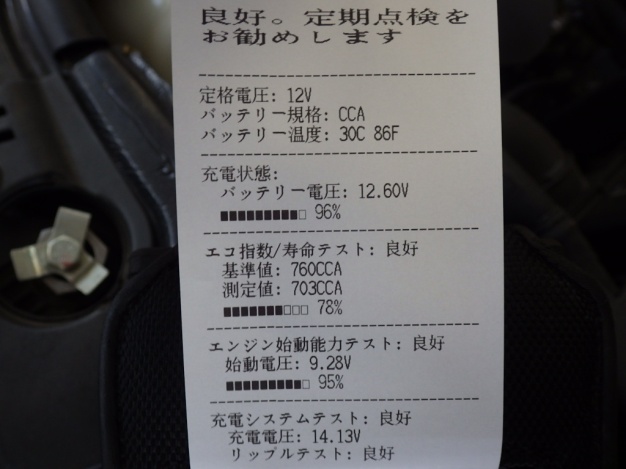 良好。定期点検を
お勧めします
定格電圧: 12V
バッテリー規格: CCA
バッテリー温度: 30C 86F
充電状態:
バッテリー電圧: 12.60V
■■■■■■■■■□ 96%
エコ指数/寿命テスト: 良好
基準値: 760CCA
測定値: 703CCA
■■■■■■■□□□ 78%
エンジン始動能力テスト: 良好
始動電圧: 9.28V
■■■■■■■■■□ 95%
充電システムテスト: 良好
充電電圧: 14.13V
リップルテスト: 良好